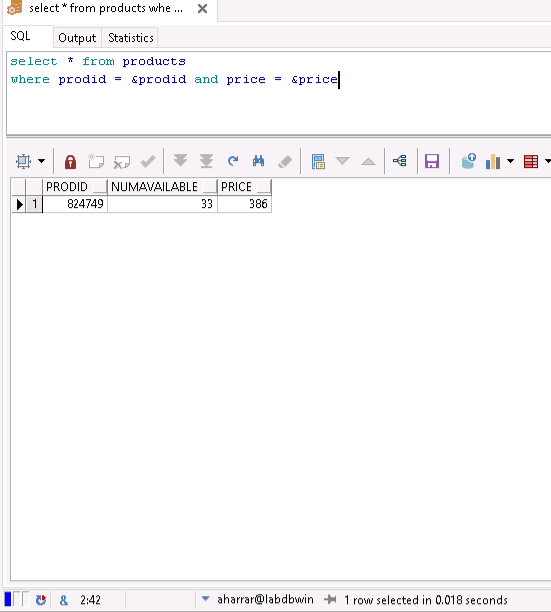 select * from products whe ...
SQL Output Statistics
select * from products
where prodid = &prodid and price = &price
PRODID NUMAVAILABLE PRICE
1 824749 33 386
& 2:42 aharrar@labdbwin 1 row selected in 0.018 seconds